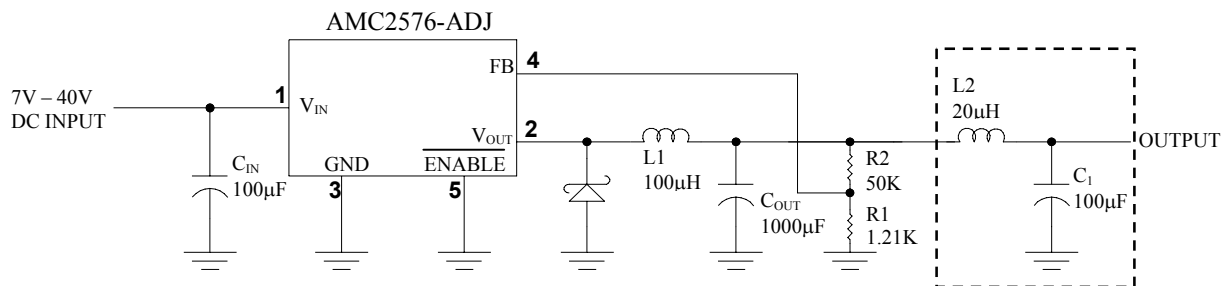 AMC2576-ADJ
FB
4
7V – 40V
DC INPUT
1
V_IN
L2
20µH
V_OUT
2
OUTPUT
C_IN
100µF
GND
3
ENABLE
5
L1
100µH
C_OUT
1000µF
R2
50K
R1
1.21K
C_1
100µF